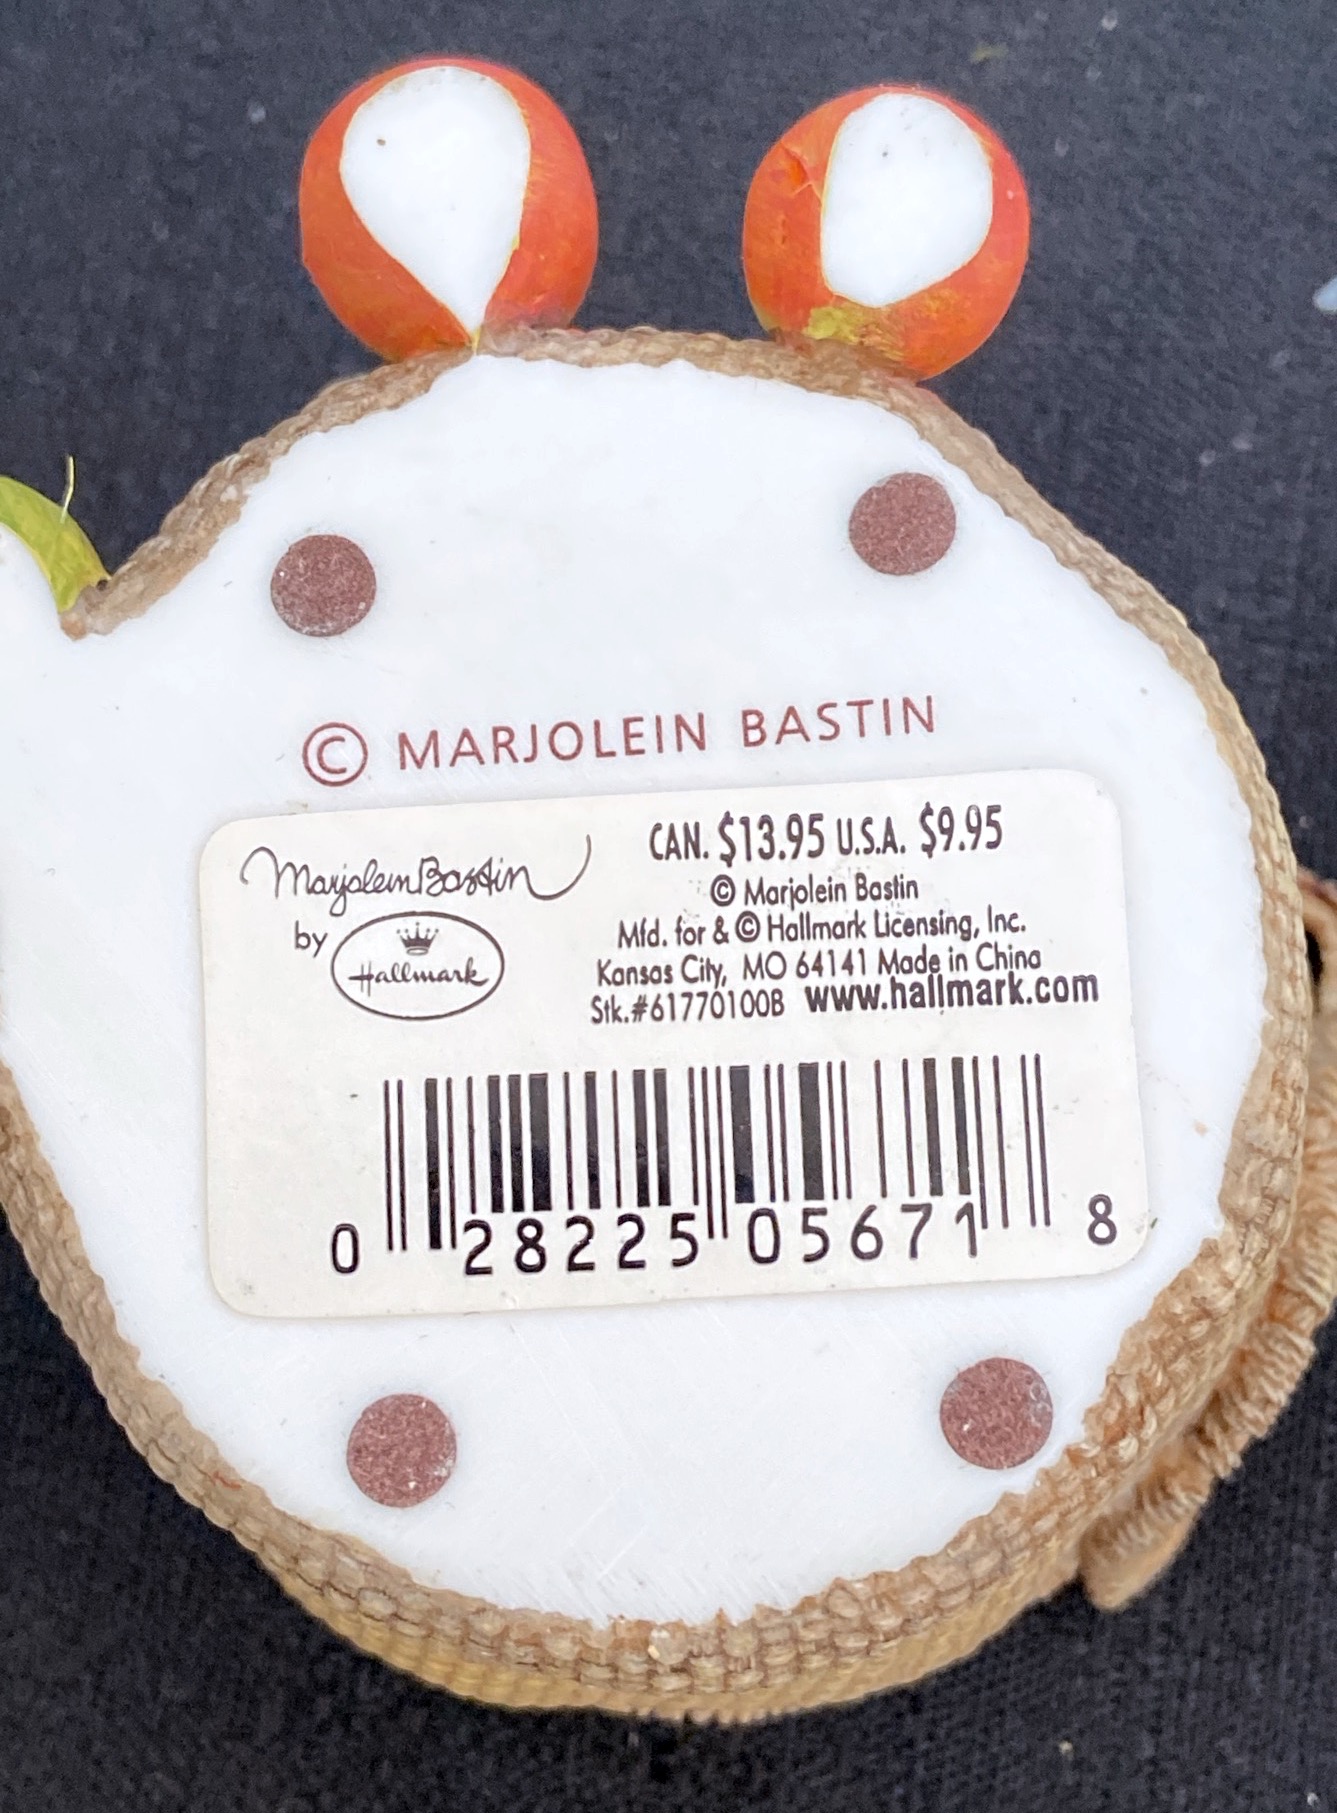 © MARJOLEIN BASTIN
Marjolein Bastin
by
Hallmark
CAN. $13.95 U.S.A. $9.95
© Marjolein Bastin
Mfd. for & © Hallmark Licensing, Inc.
Kansas City, MO 64141 Made in China
Stk.#617701008 www.hallmark.com
0 28225 05671 8